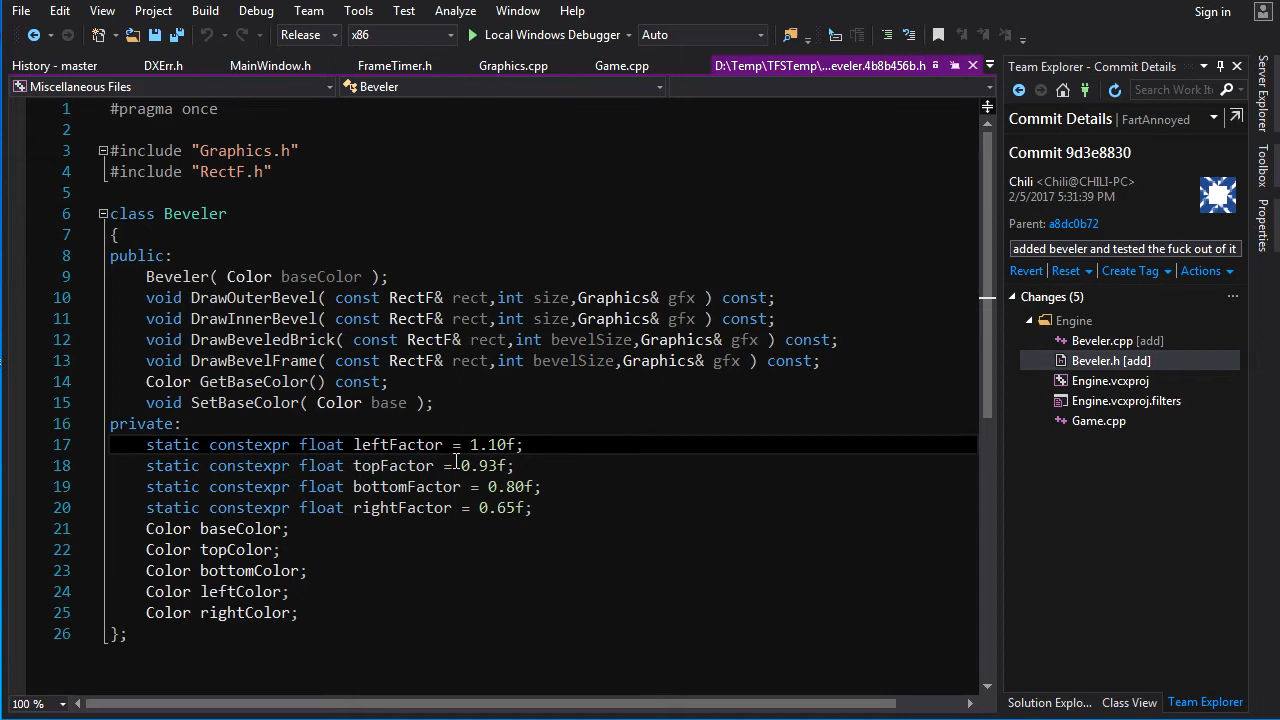 File Edit View Project Build Debug Team Tools Test Analyze Window Help Sign in
Release x86 Local Windows Debugger Auto
History - master DXErr.h MainWindow.h FrameTimer.h Graphics.cpp Game.cpp D:\Temp\TFSTemp\...eveler.4b8b456b.h
Miscellaneous Files Beveler
1 #pragma once
2
3 #include "Graphics.h"
4 #include "RectF.h"
5
6 class Beveler
7 {
8 public:
9 Beveler( Color baseColor );
10 void DrawOuterBevel( const RectF& rect,int size,Graphics& gfx ) const;
11 void DrawInnerBevel( const RectF& rect,int size,Graphics& gfx ) const;
12 void DrawBeveledBrick( const RectF& rect,int bevelSize,Graphics& gfx ) const;
13 void DrawBevelFrame( const RectF& rect,int bevelSize,Graphics& gfx ) const;
14 Color GetBaseColor() const;
15 void SetBaseColor( Color base );
16 private:
17 static constexpr float leftFactor = 1.10f;
18 static constexpr float topFactor = 0.93f;
19 static constexpr float bottomFactor = 0.80f;
20 static constexpr float rightFactor = 0.65f;
21 Color baseColor;
22 Color topColor;
23 Color bottomColor;
24 Color leftColor;
25 Color rightColor;
26 };
100 %
Team Explorer - Commit Details
Search Work It
Commit Details FartAnnoyed
Commit 9d3e8830
Chili <Chili@CHILI-PC>
2/5/2017 5:31:39 PM
Parent: a8dc0b72
added beveler and tested the fuck out of it
Revert Reset Create Tag Actions
Changes (5) ...
Engine
Beveler.cpp [add]
Beveler.h [add]
Engine.vcxproj
Engine.vcxproj.filters
Game.cpp
Solution Explo... Class View Team Explorer
Server Explorer
Toolbox
Properties